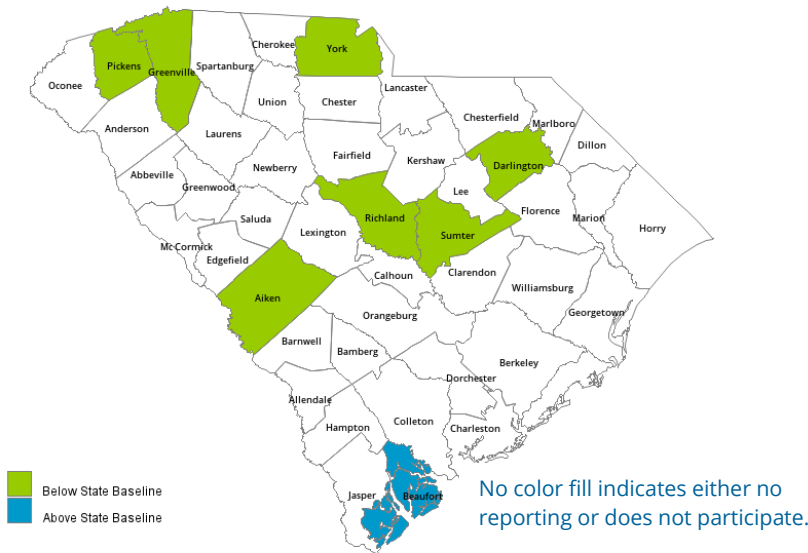 Cherokee
York
Pickens
Greenville
Spartanburg
Oconee
Lancaster
Union
Chester
Chesterfield
Marlboro
Anderson
Laurens
Dillon
Fairfield
Kershaw
Darlington
Newberry
Abbeville
Greenwood
Lee
Saluda
Richland
Florence
Marion
Horry
Lexington
Sumter
Mc Cormick
Edgefield
Calhoun
Clarendon
Williamsburg
Aiken
Georgetown
Orangeburg
Barnwell
Bamberg
Berkeley
Dorchester
Allendale
Colleton
Hampton
Charleston
Jasper
Beaufort
Below State Baseline
Above State Baseline
No color fill indicates either no
reporting or does not participate.